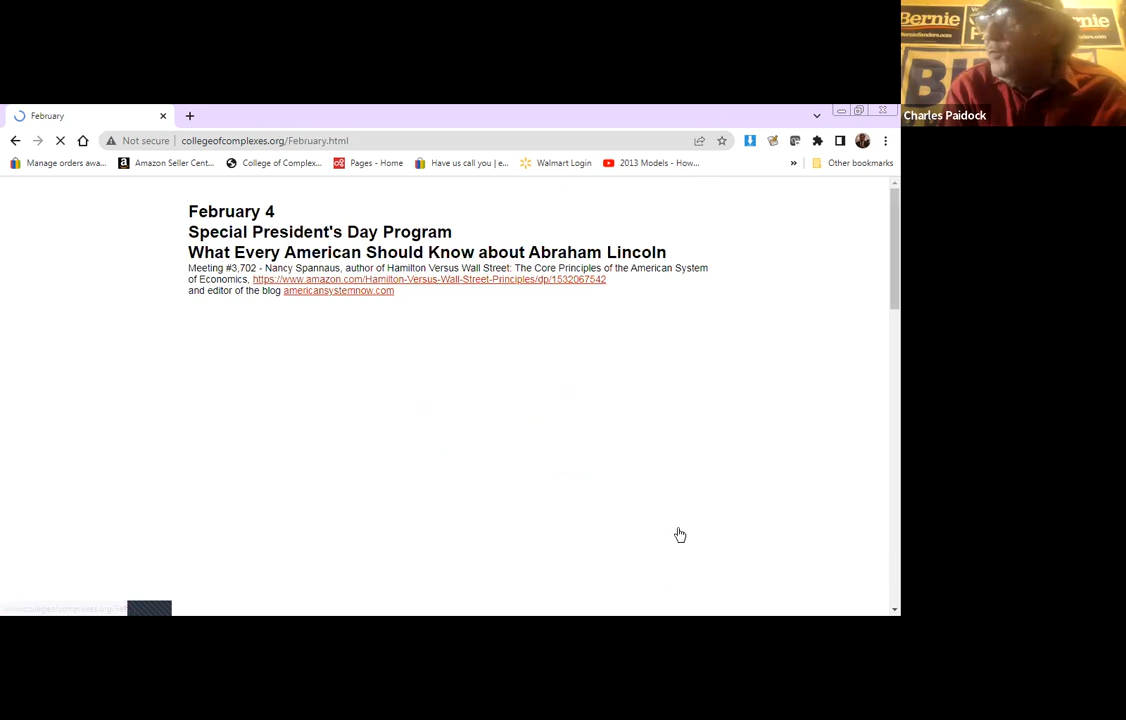 Bernie
BernieSanders.com
nie
Charles Paidock
February
Not secure
collegeofcomplexes.org/February.html
Manage orders awa...
Amazon Seller Cent...
College of Complex...
Pages - Home
Have us call you | e...
Walmart Login
2013 Models - How...
»
Other bookmarks
February 4
Special President's Day Program
What Every American Should Know about Abraham Lincoln
Meeting #3,702 - Nancy Spannaus, author of Hamilton Versus Wall Street: The Core Principles of the American System
of Economics, https://www.amazon.com/Hamilton-Versus-Wall-Street-Principles/dp/1532067542
and editor of the blog americansystemnow.com